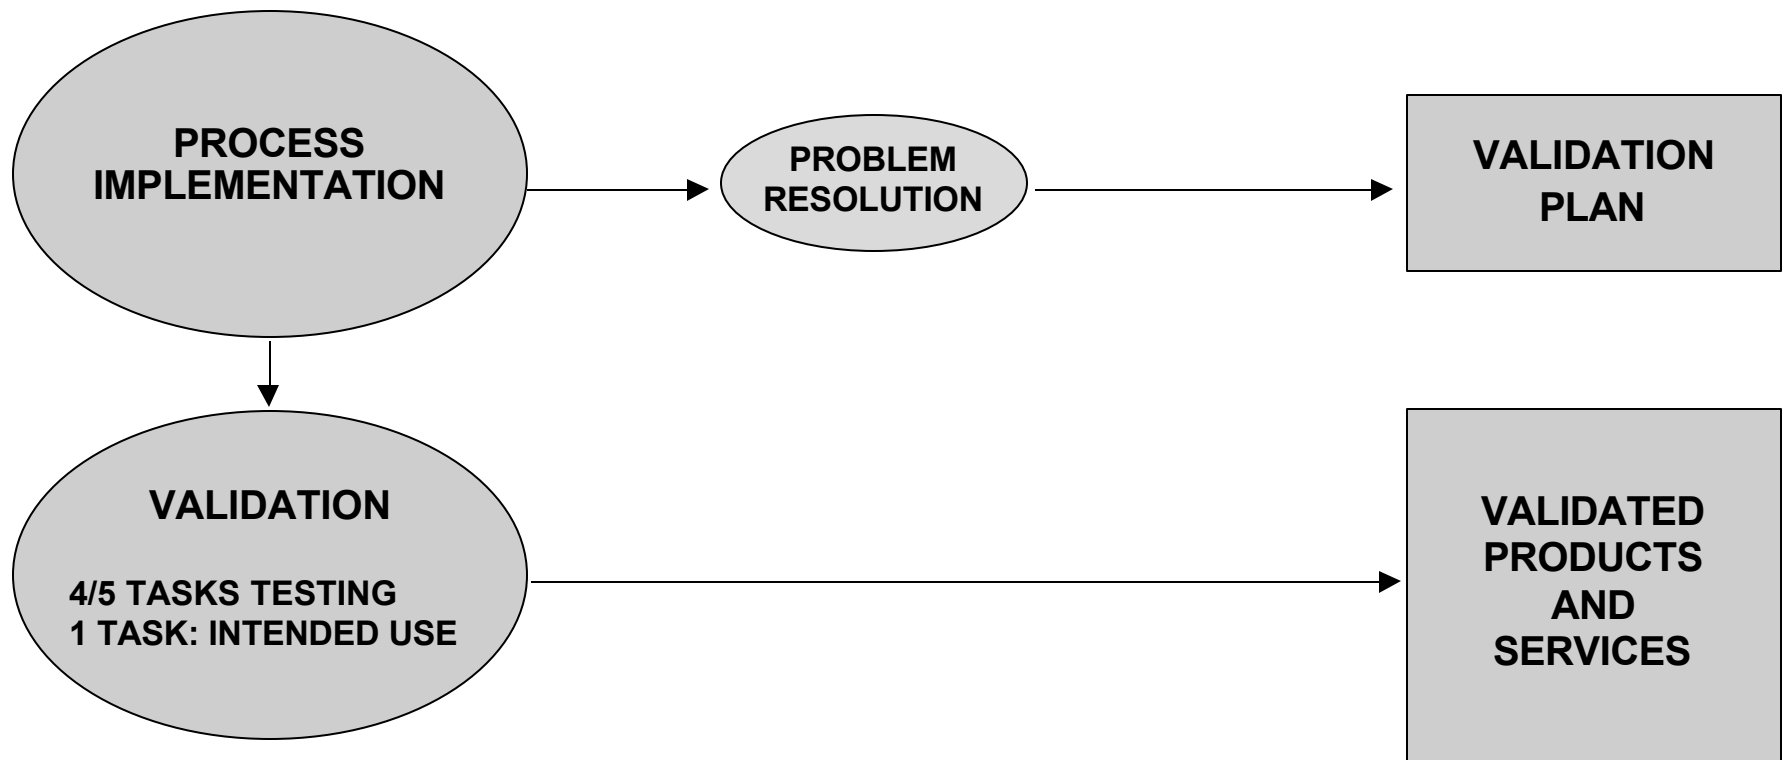 PROCESS
IMPLEMENTATION
PROBLEM
RESOLUTION
VALIDATION
PLAN
VALIDATION
4/5 TASKS TESTING
1 TASK: INTENDED USE
VALIDATED
PRODUCTS
AND
SERVICES